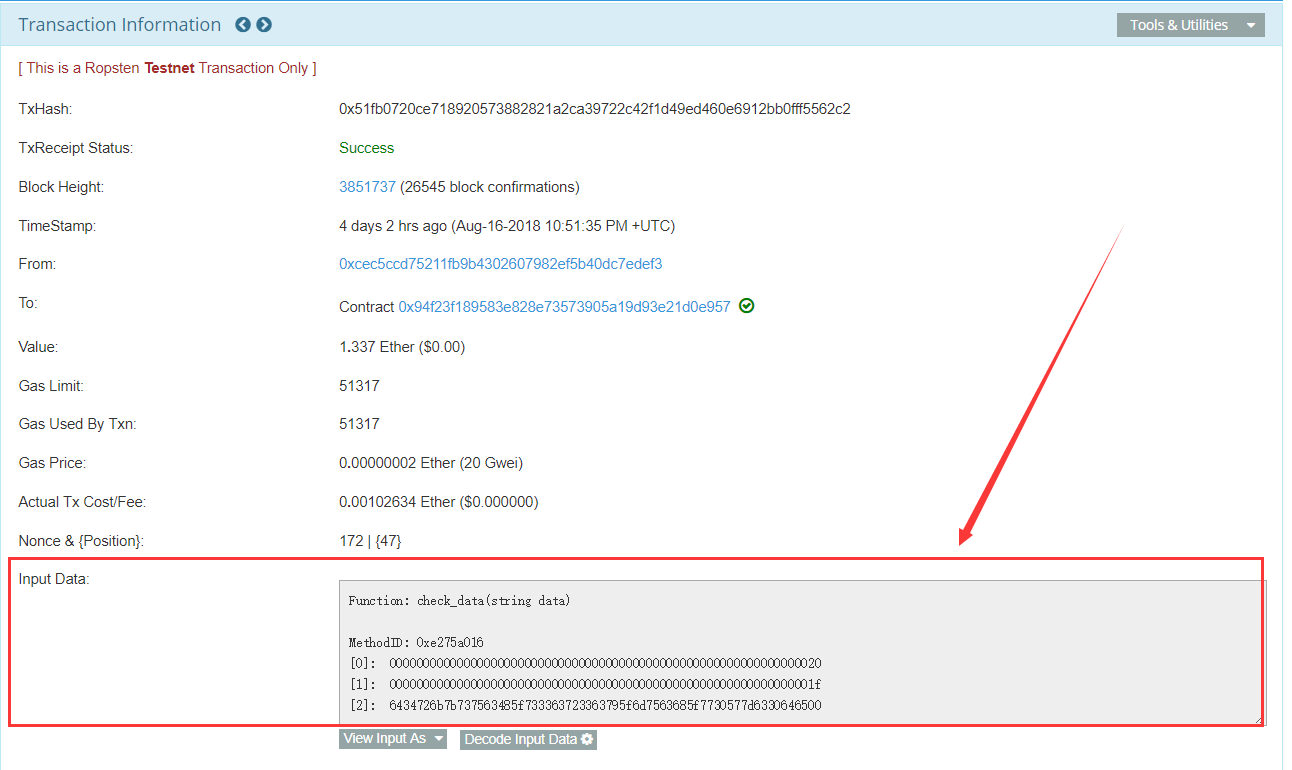 Transaction Information
Tools & Utilities
[ This is a Ropsten Testnet Transaction Only ]
TxHash: 0x51fb0720ce718920573882821a2ca39722c42f1d49ed460e6912bb0fff5562c2
TxReceipt Status: Success
Block Height: 3851737 (26545 block confirmations)
TimeStamp: 4 days 2 hrs ago (Aug-16-2018 10:51:35 PM +UTC)
From: 0xcec5ccd75211fb9b4302607982ef5b40dc7edef3
To: Contract 0x94f23f189583e828e73573905a19d93e21d0e957
Value: 1.337 Ether ($0.00)
Gas Limit: 51317
Gas Used By Txn: 51317
Gas Price: 0.00000002 Ether (20 Gwei)
Actual Tx Cost/Fee: 0.00102634 Ether ($0.000000)
Nonce & {Position}: 172 | {47}
Input Data:
Function: check_data(string data)
MethodID: 0xe275a016
[0]: 0000000000000000000000000000000000000000000000000000000000000020
[1]: 000000000000000000000000000000000000000000000000000000000000001f
[2]: 6434726b7b737563485f733363723363795f6d7563685f7730577d6330646500
View Input As
Decode Input Data